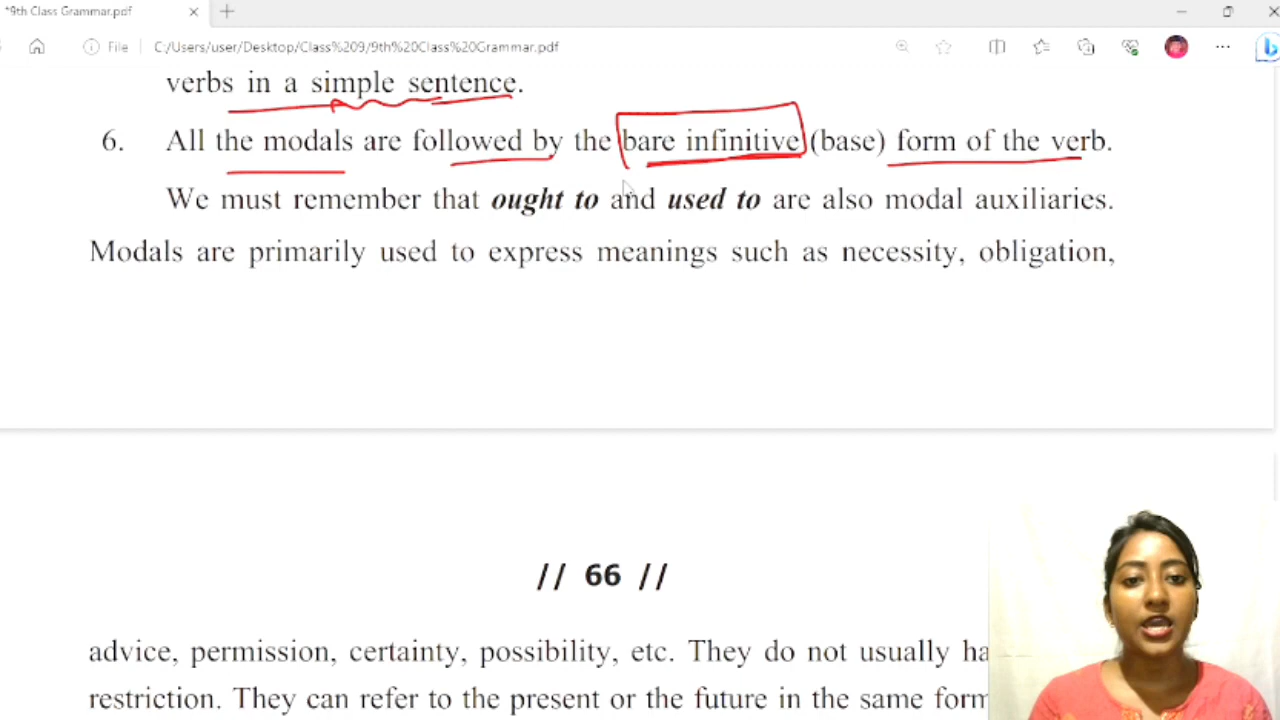 *9th Class Grammar.pdf
File C:/Users/user/Desktop/Class%209/9th%20Class%20Grammar.pdf
verbs in a simple sentence.
6. All the modals are followed by the bare infinitive (base) form of the verb.
We must remember that ought to and used to are also modal auxiliaries.
Modals are primarily used to express meanings such as necessity, obligation,
// 66 //
advice, permission, certainty, possibility, etc. They do not usually ha
restriction. They can refer to the present or the future in the same form